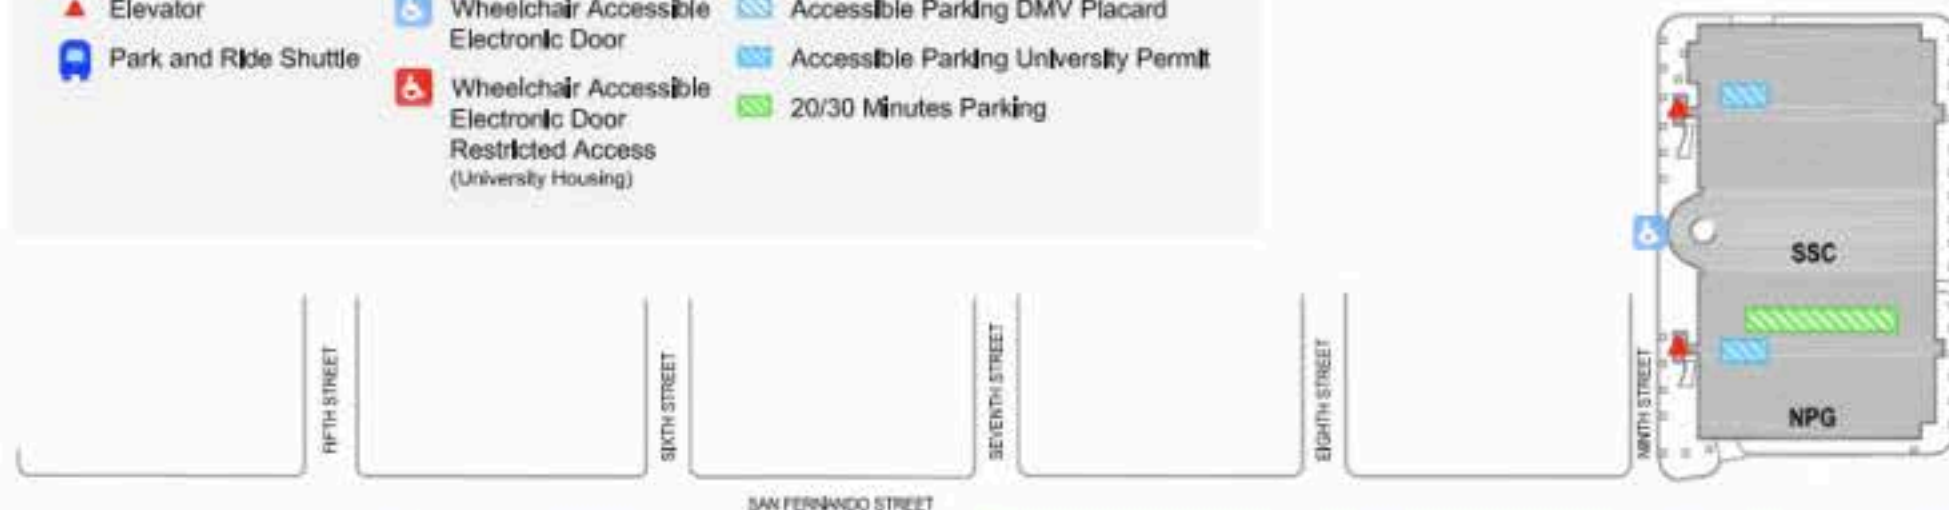 Elevator
Park and Ride Shuttle
Wheelchair Accessible
Electronic Door
Wheelchair Accessible
Electronic Door
Restricted Access
(University Housing)
Accessible Parking DMV Placard
Accessible Parking University Permit
20/30 Minutes Parking
SSC
NPG
FIFTH STREET
SIXTH STREET
SEVENTH STREET
EIGHTH STREET
NINTH STREET
SAN FERNANDO STREET